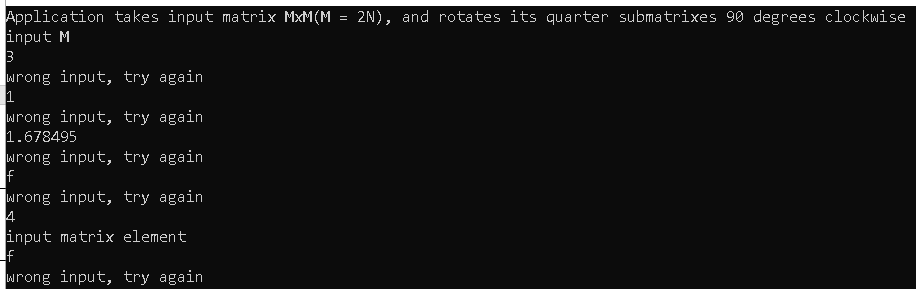 Application takes input matrix MxM(M = 2N), and rotates its quarter submatrixes 90 degrees clockwise
input M
3
wrong input, try again
1
wrong input, try again
1.678495
wrong input, try again
f
wrong input, try again
4
input matrix element
f
wrong input, try again